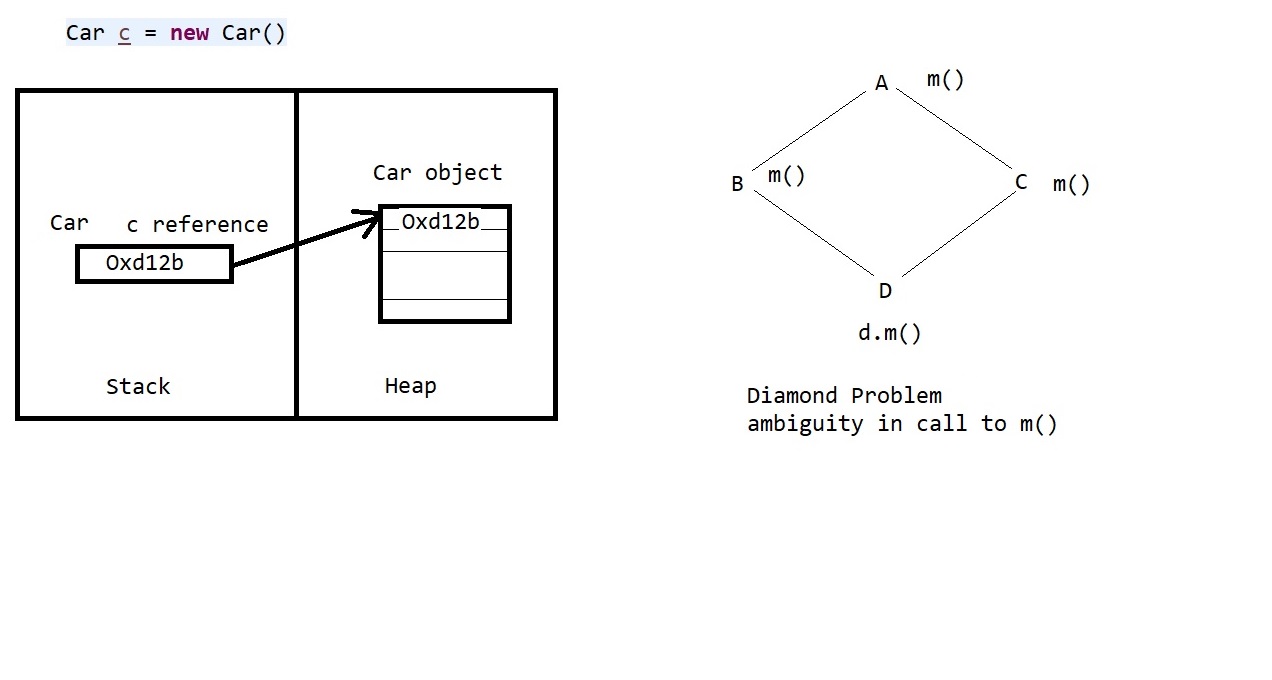 Car c = new Car()
Car object
Oxd12b
Car c reference
Oxd12b
Stack
Heap
A m()
B m()
C m()
D
d.m()
Diamond Problem
ambiguity in call to m()